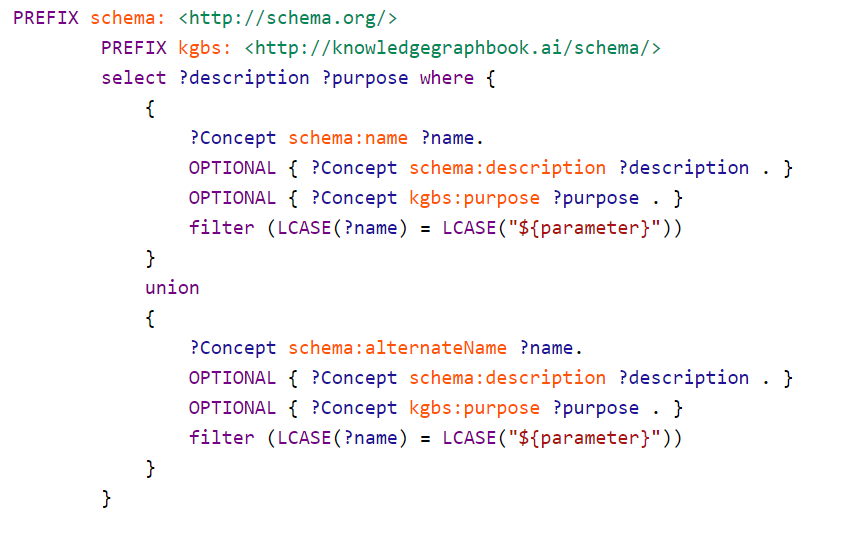 PREFIX schema: <http://schema.org/>
PREFIX kgbs: <http://knowledgegraphbook.ai/schema/>
select ?description ?purpose where {
{
?Concept schema:name ?name.
OPTIONAL { ?Concept schema:description ?description . }
OPTIONAL { ?Concept kgbs:purpose ?purpose . }
filter (LCASE(?name) = LCASE("${parameter}"))
}
union
{
?Concept schema:alternateName ?name.
OPTIONAL { ?Concept schema:description ?description . }
OPTIONAL { ?Concept kgbs:purpose ?purpose . }
filter (LCASE(?name) = LCASE("${parameter}"))
}
}